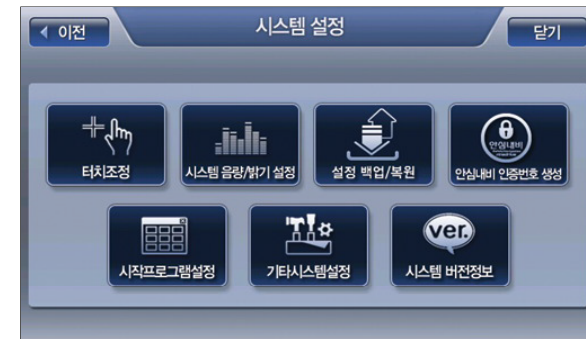 이전
시스템 설정
닫기
터치조정
시스템 음량/밝기 설정
설정 백업/복원
안심내비
안심내비 인증번호 생성
시작프로그램설정
기타시스템설정
ver.
시스템 버전정보